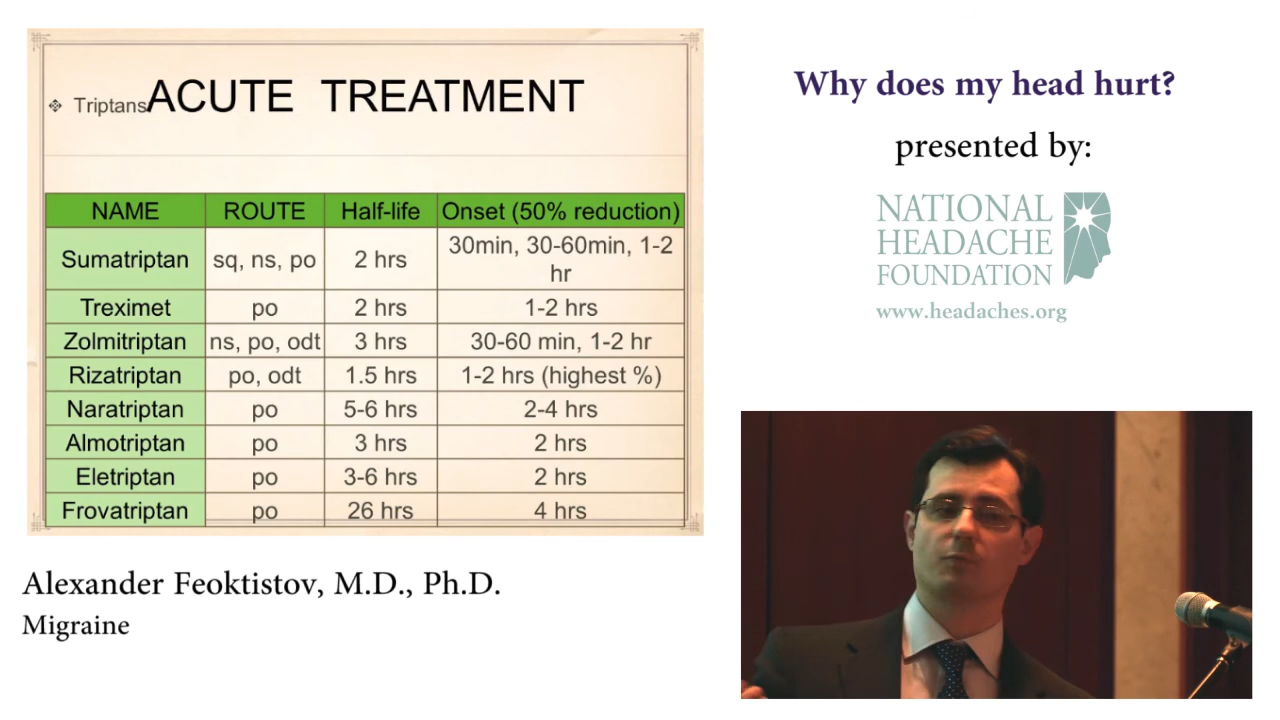 Triptans
ACUTE TREATMENT
NAME ROUTE Half-life Onset (50% reduction)
Sumatriptan sq, ns, po 2 hrs 30min, 30-60min, 1-2
hr
Treximet po 2 hrs 1-2 hrs
Zolmitriptan ns, po, odt 3 hrs 30-60 min, 1-2 hr
Rizatriptan po, odt 1.5 hrs 1-2 hrs (highest %)
Naratriptan po 5-6 hrs 2-4 hrs
Almotriptan po 3 hrs 2 hrs
Eletriptan po 3-6 hrs 2 hrs
Frovatriptan po 26 hrs 4 hrs
Alexander Feoktistov, M.D., Ph.D.
Migraine
Why does my head hurt?
presented by:
NATIONAL
HEADACHE
FOUNDATION
www.headaches.org